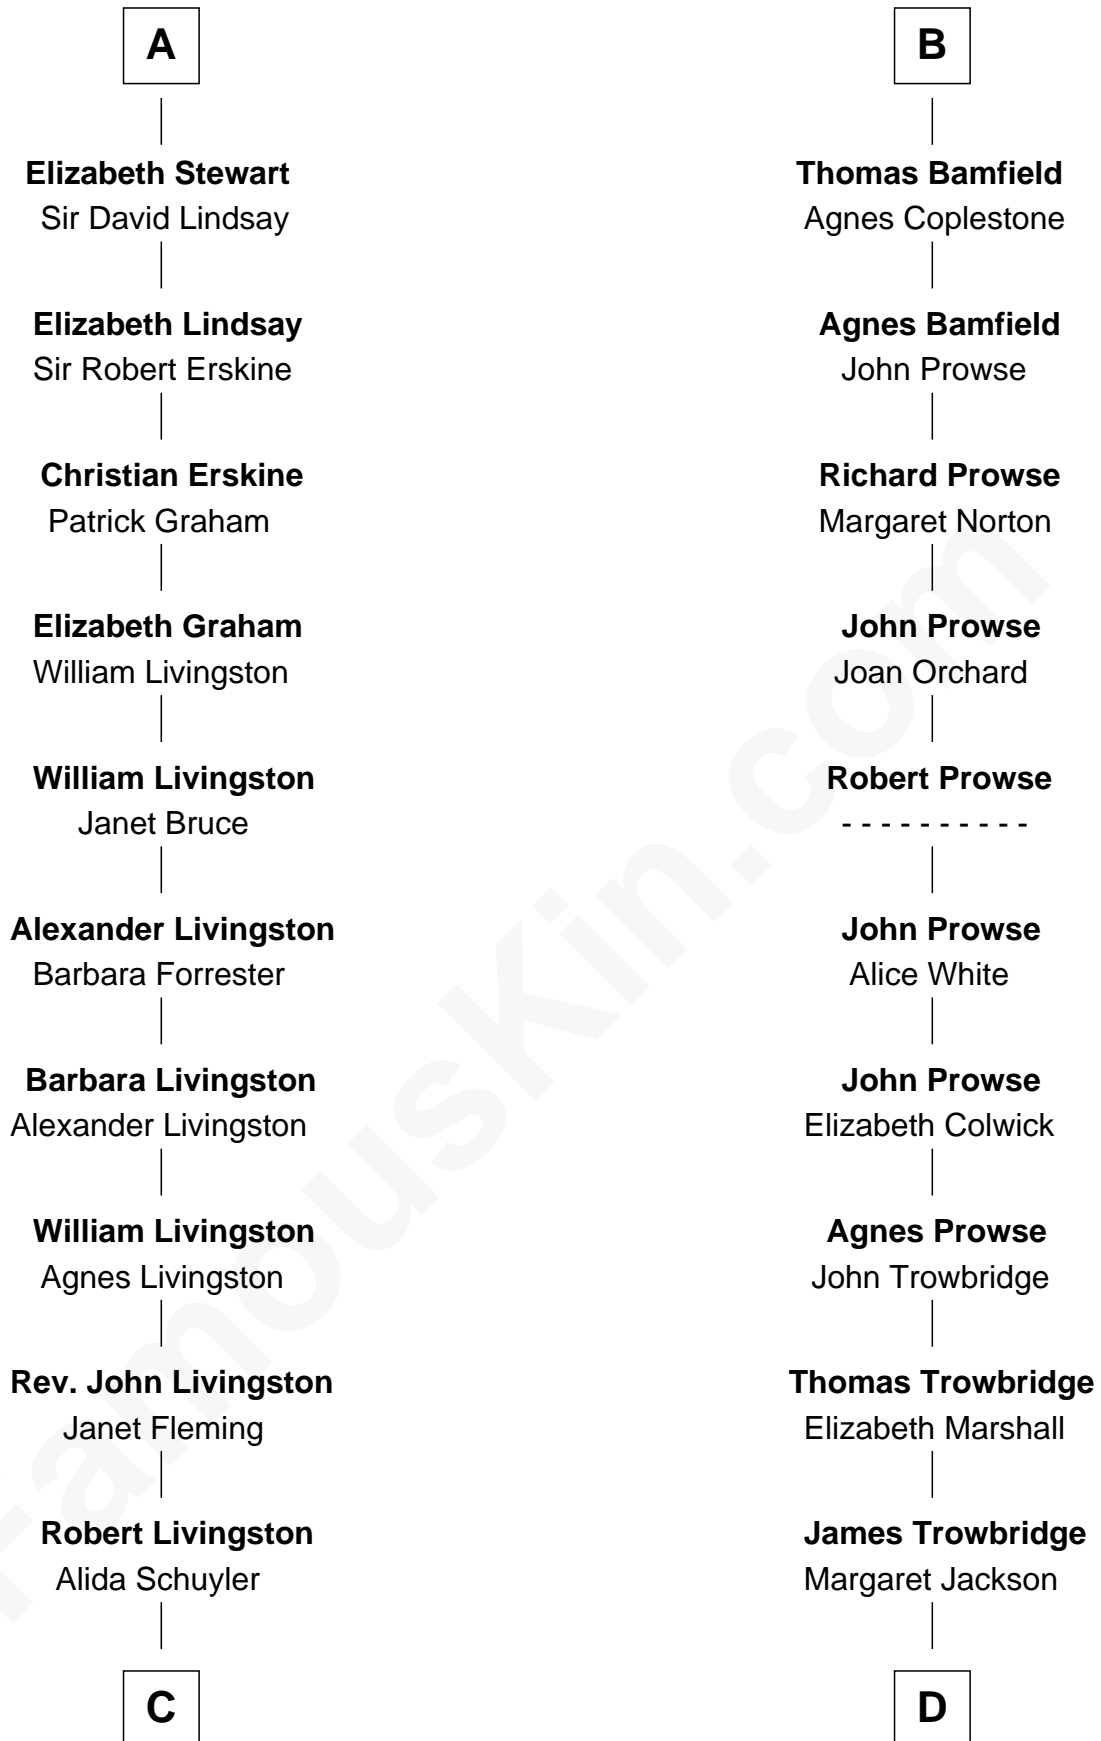 A
Elizabeth Stewart
Sir David Lindsay
Elizabeth Lindsay
Sir Robert Erskine
Christian Erskine
Patrick Graham
Elizabeth Graham
William Livingston
William Livingston
Janet Bruce
Alexander Livingston
Barbara Forrester
Barbara Livingston
Alexander Livingston
William Livingston
Agnes Livingston
Rev. John Livingston
Janet Fleming
Robert Livingston
Alida Schuyler
C
B
Thomas Bamfield
Agnes Coplestone
Agnes Bamfield
John Prowse
Richard Prowse
Margaret Norton
John Prowse
Joan Orchard
Robert Prowse
- - - - - - - - - -
John Prowse
Alice White
John Prowse
Elizabeth Colwick
Agnes Prowse
John Trowbridge
Thomas Trowbridge
Elizabeth Marshall
James Trowbridge
Margaret Jackson
D
FamousKin.com